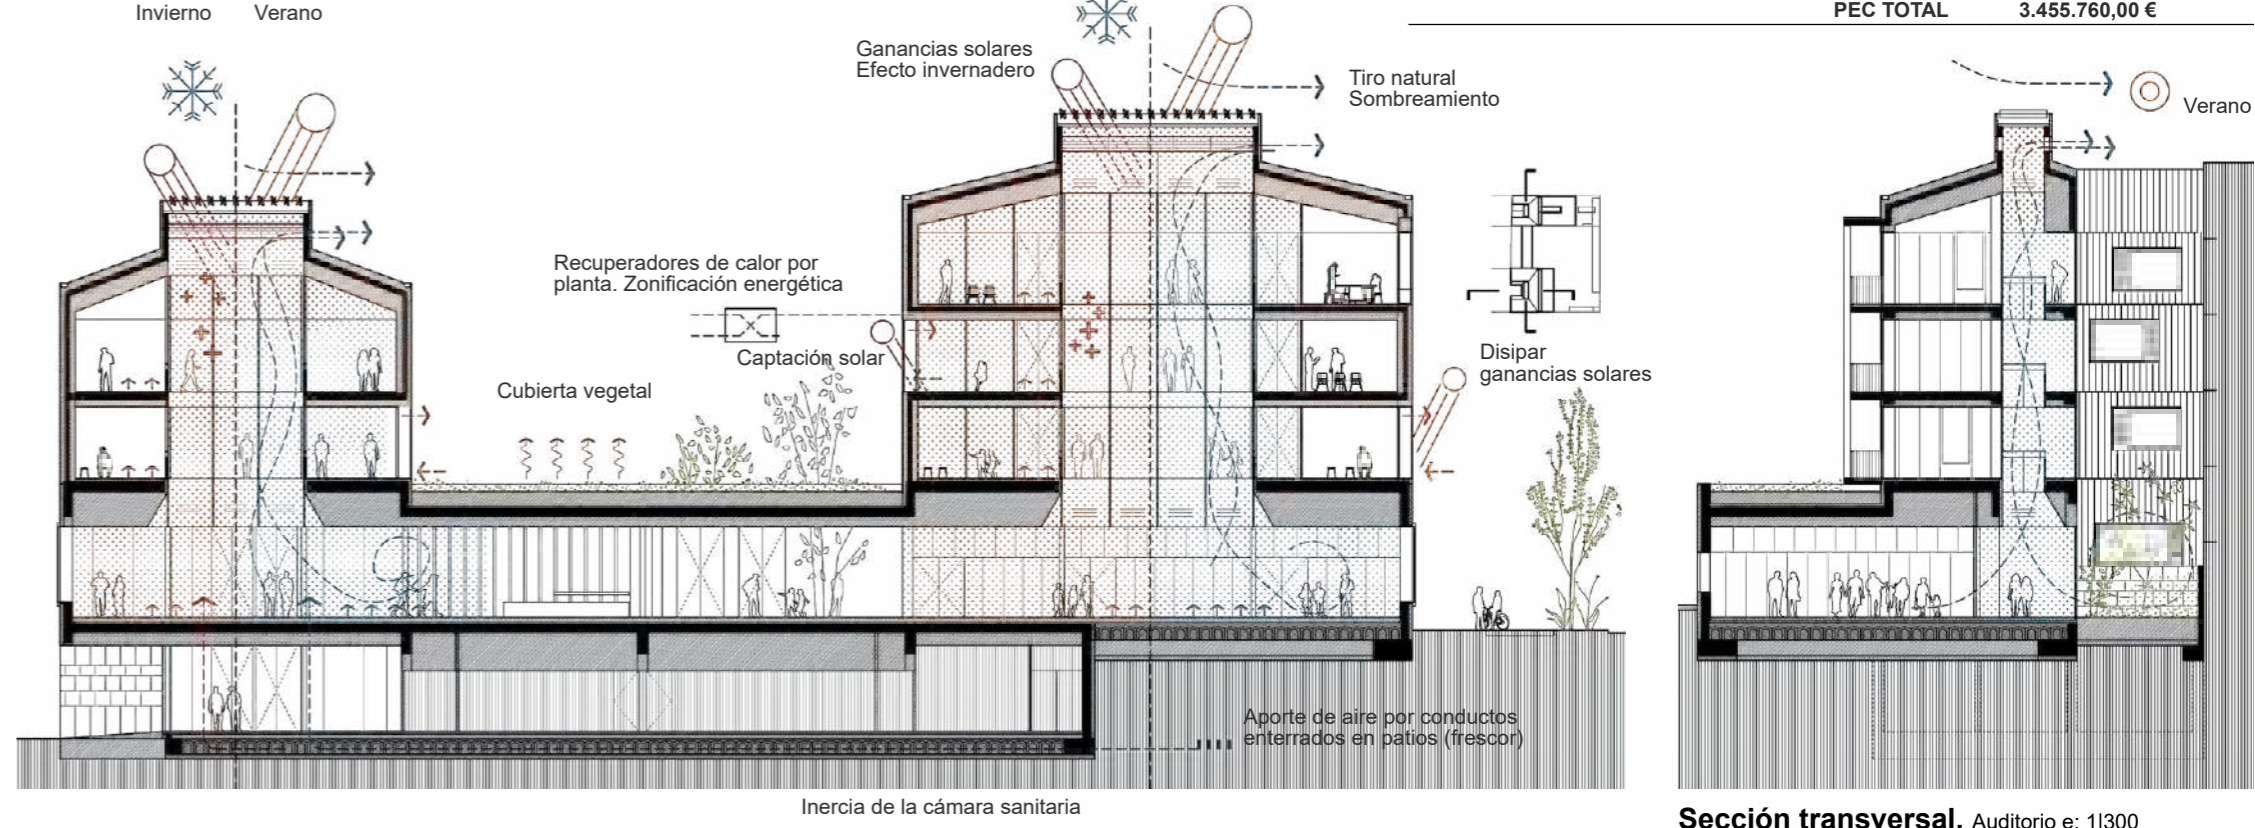 Invierno Verano
PEC TOTAL 3.455.760,00 €
Ganancias solares
Efecto invernadero
Tiro natural
Sombreamiento
Verano
Recuperadores de calor por
planta. Zonificación energética
Captación solar
Cubierta vegetal
Disipar
ganancias solares
Aporte de aire por conductos
enterrados en patios (frescor)
Inercia de la cámara sanitaria
Sección transversal. Auditorio e: 1|300